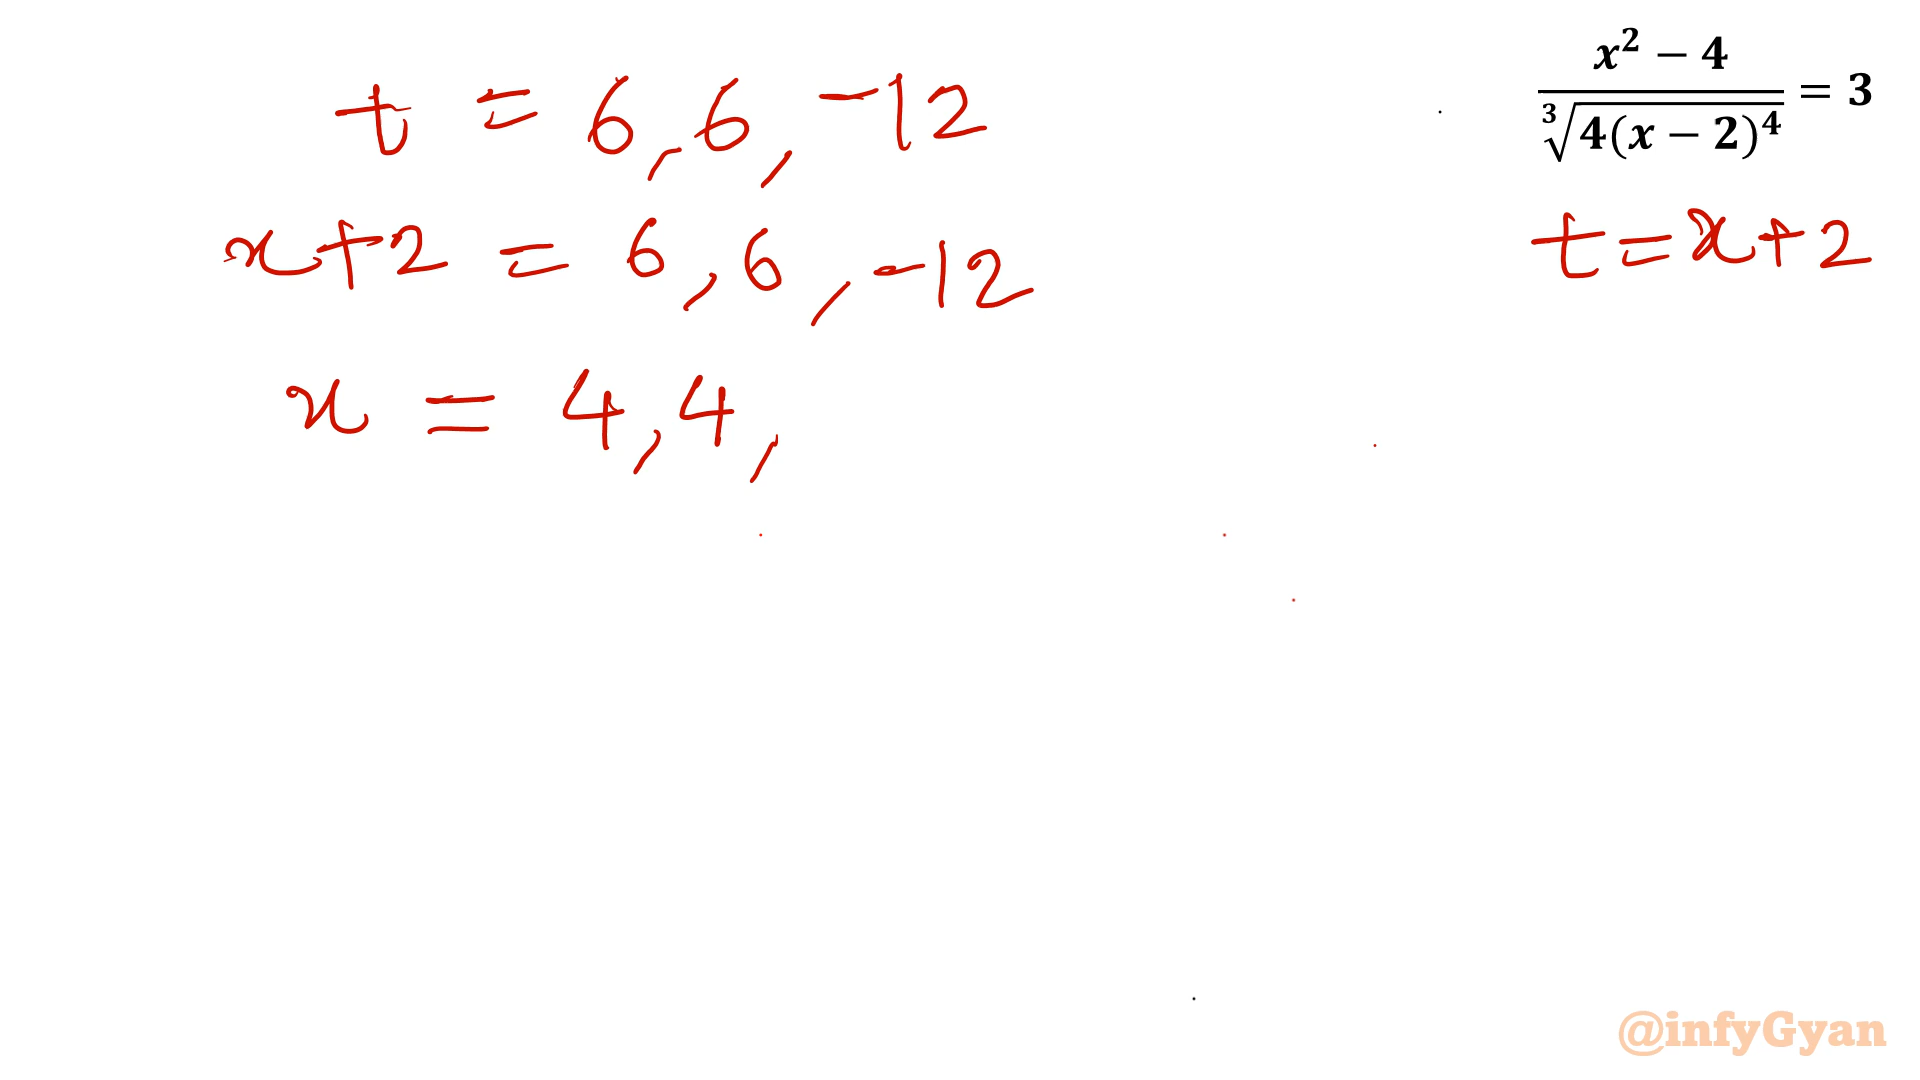 t = 6, 6, -12
x+2 = 6, 6, -12
x = 4, 4,
x² − 4
∛4(x − 2)⁴ = 3
t = x+2
@infyGyan